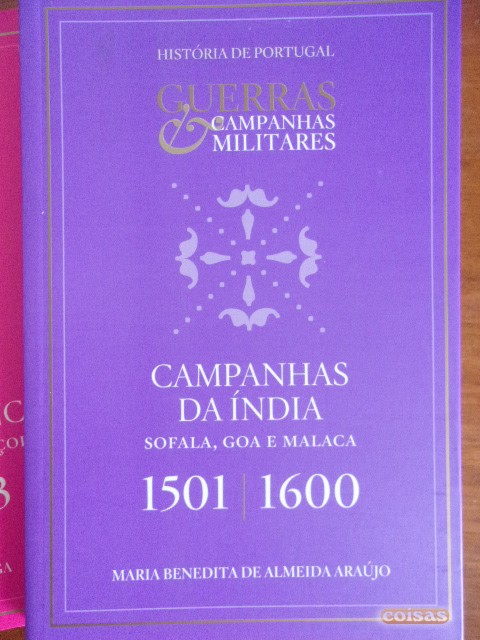 HISTÓRIA DE PORTUGAL
GUERRAS
& CAMPANHAS
MILITARES
CAMPANHAS
DA ÍNDIA
SOFALA, GOA E MALACA
1501 | 1600
MARIA BENEDITA DE ALMEIDA ARAÚJO
coisas